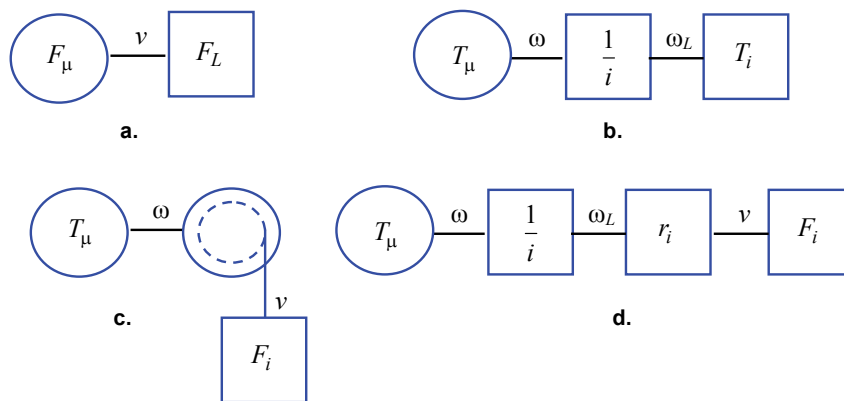 v
F_μ F_L
a.
ω ω_L
T_μ 1/i T_i
b.
ω
T_μ
v
c.
F_i
ω ω_L v
T_μ 1/i r_i F_i
d.